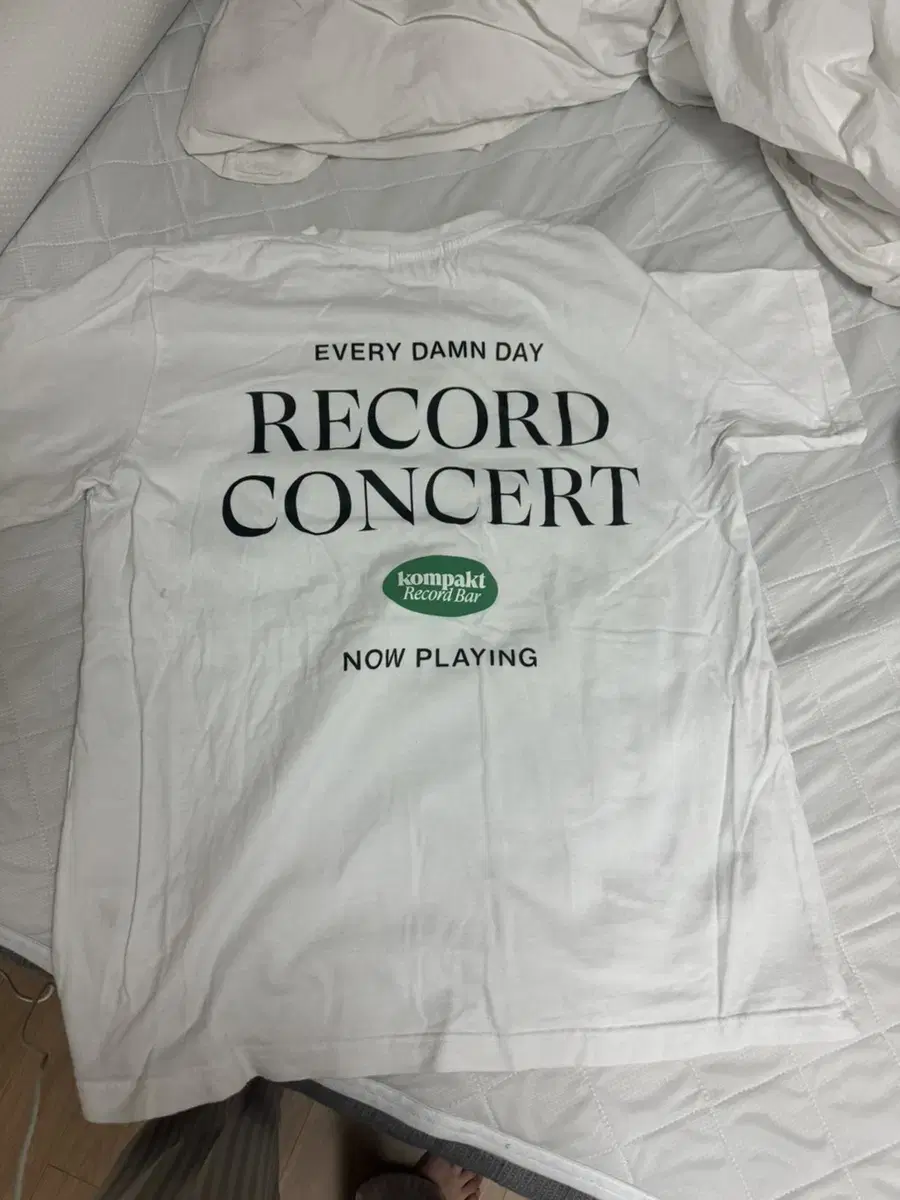 EVERY DAMN DAY
RECORD
CONCERT
kompakt
Record Bar
NOW PLAYING